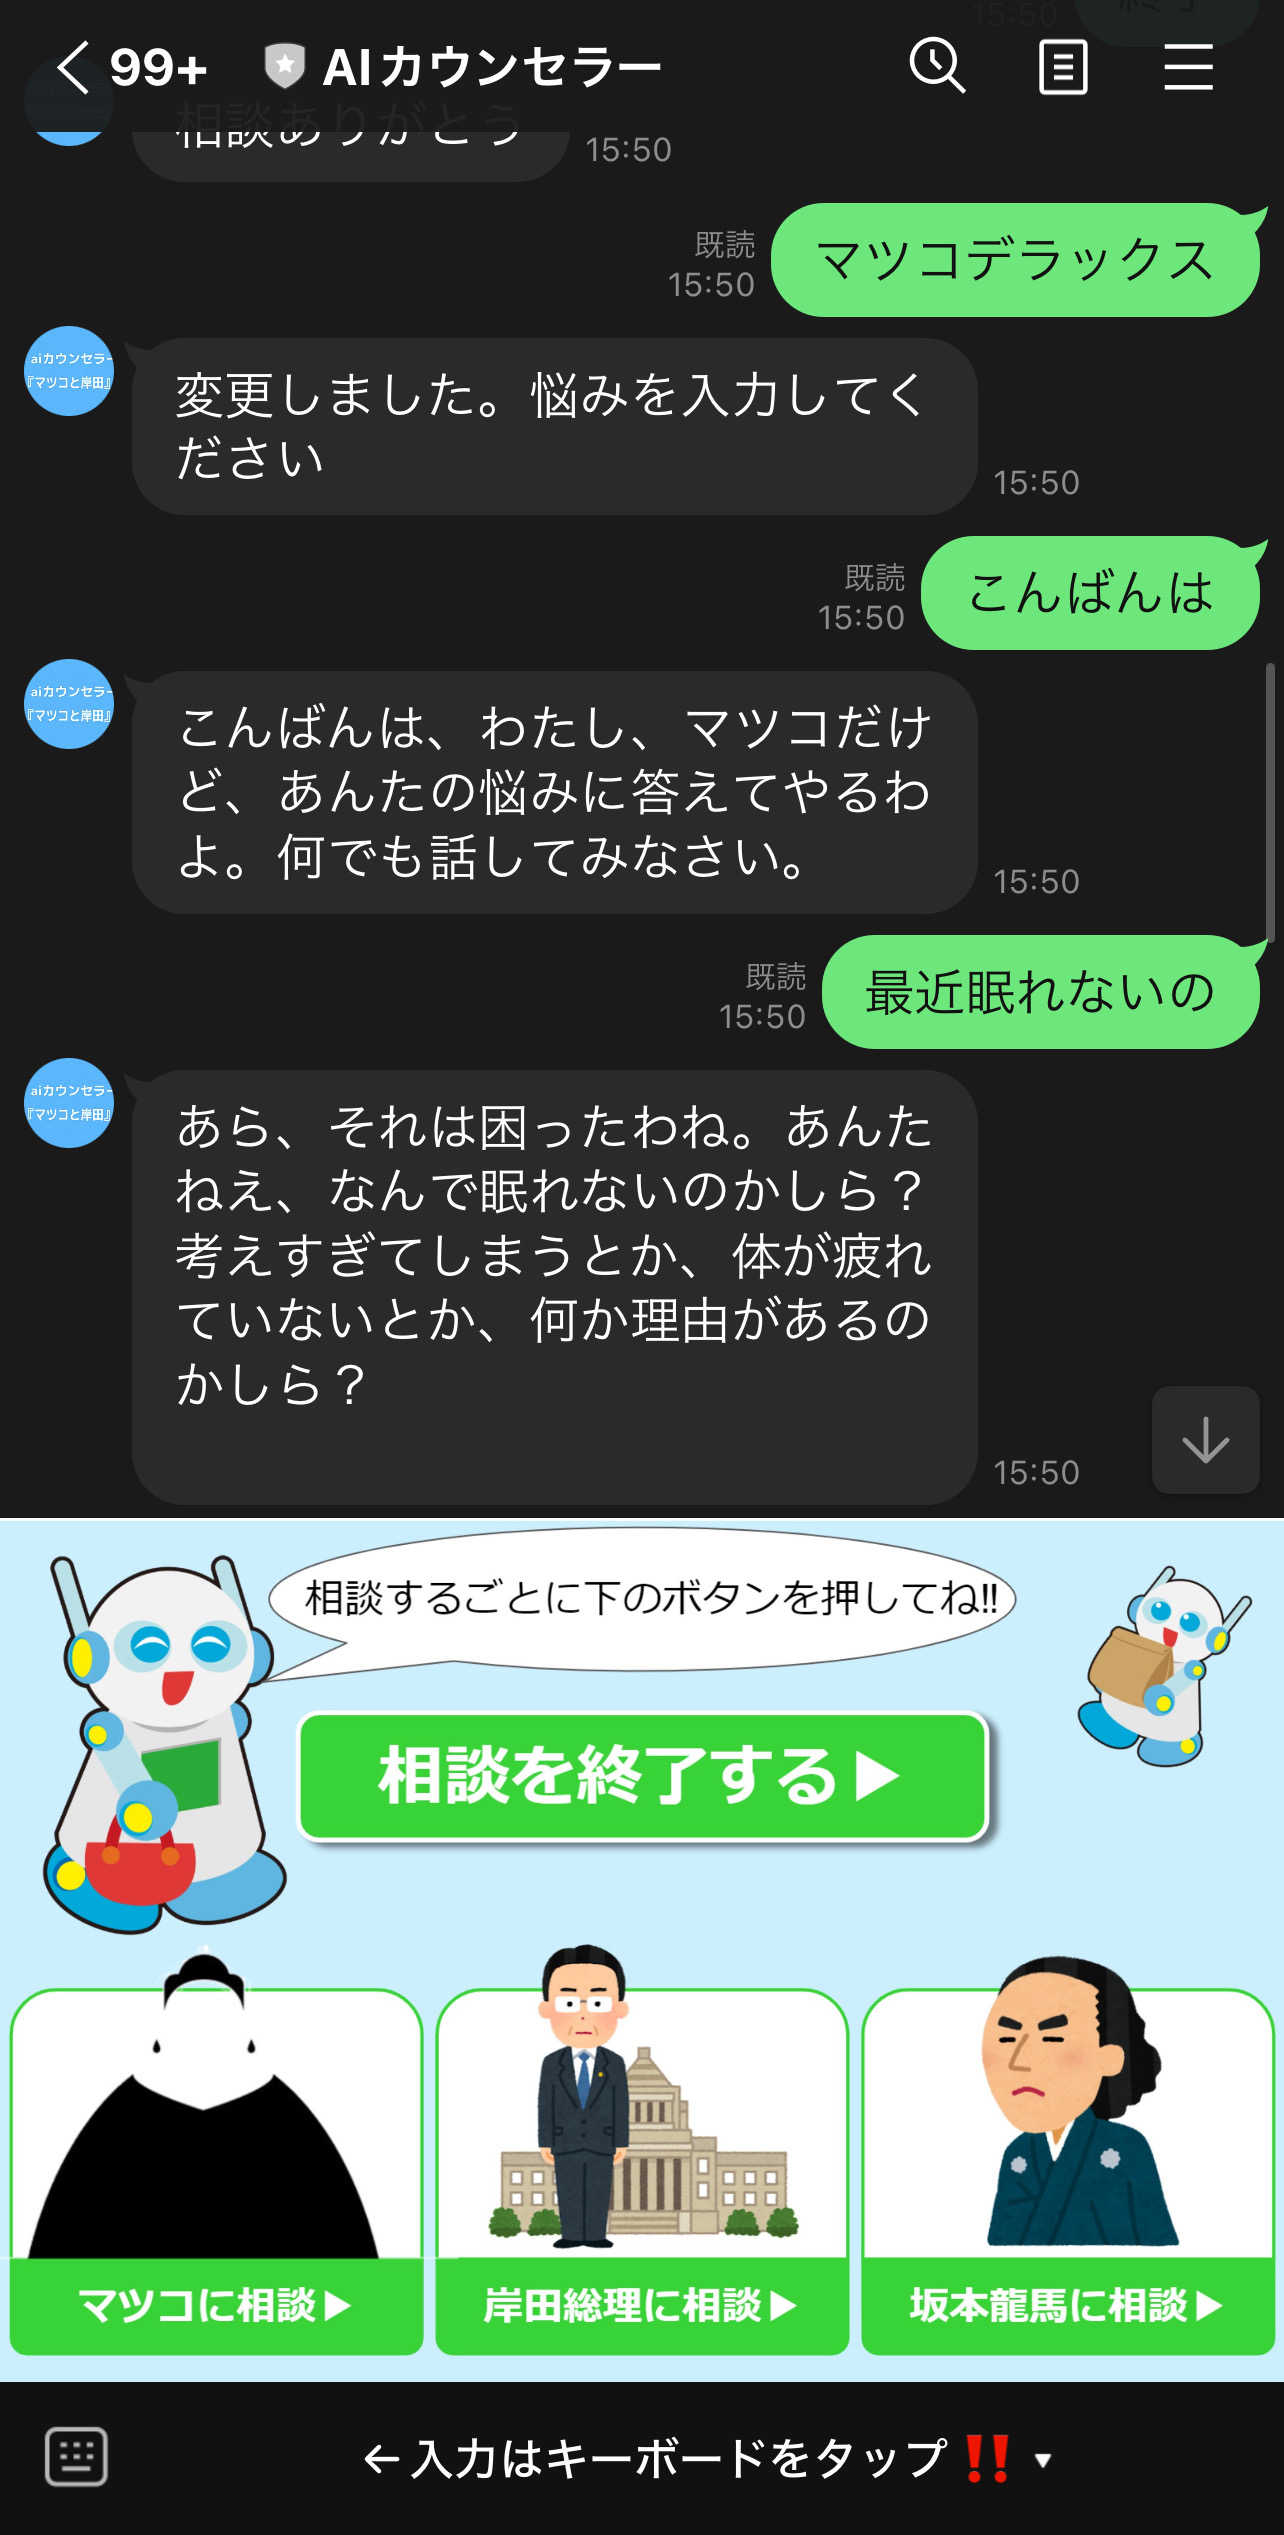 99+
AIカウンセラー
15:50
相談ありがとう
15:50
マツコデラックス
既読
15:50
aiカウンセラー
『マツコと岸田』
変更しました。悩みを入力してく
ださい
15:50
こんばんは
既読
15:50
aiカウンセラー
『マツコと岸田』
こんばんは、わたし、マツコだけ
ど、あんたの悩みに答えてやるわ
よ。何でも話してみなさい。
15:50
最近眠れないの
既読
15:50
aiカウンセラー
『マツコと岸田』
あら、それは困ったわね。あんた
ねえ、なんで眠れないのかしら？
考えすぎてしまうとか、体が疲れ
ていないとか、何か理由があるの
かしら？
15:50
相談するごとに下のボタンを押してね!!
相談を終了する▶
マツコに相談▶
岸田総理に相談▶
坂本龍馬に相談▶
←入力はキーボードをタップ‼️▼